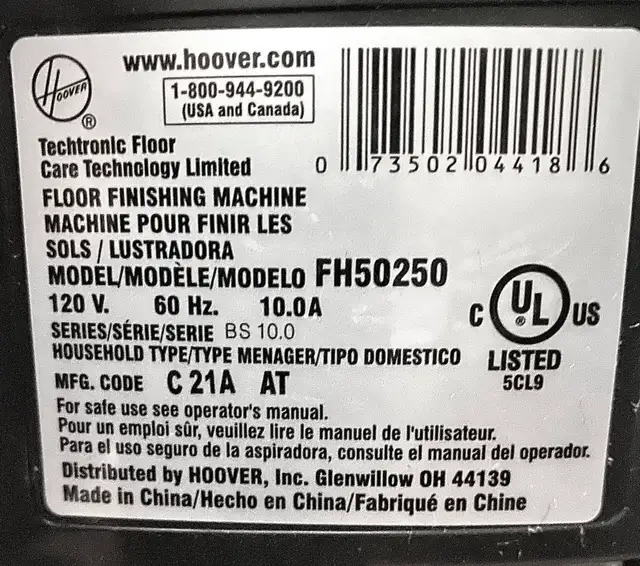 HOOVER
®
www.hoover.com
1-800-944-9200
(USA and Canada)
Techtronic Floor
Care Technology Limited
0 73502 04418 6
FLOOR FINISHING MACHINE
MACHINE POUR FINIR LES
SOLS / LUSTRADORA
MODEL/MODÈLE/MODELO FH50250
120 V. 60 Hz. 10.0A
SERIES/SÉRIE/SERIE BS 10.0
HOUSEHOLD TYPE/TYPE MENAGER/TIPO DOMESTICO
MFG. CODE C 21A AT
C UL ® US
LISTED
5CL9
For safe use see operator's manual.
Pour un emploi sûr, veuillez lire le manuel de l'utilisateur.
Para el uso seguro de la aspiradora, consulte el manual del operador.
Distributed by HOOVER, Inc. Glenwillow OH 44139
Made in China/Hecho en China/Fabriqué en Chine